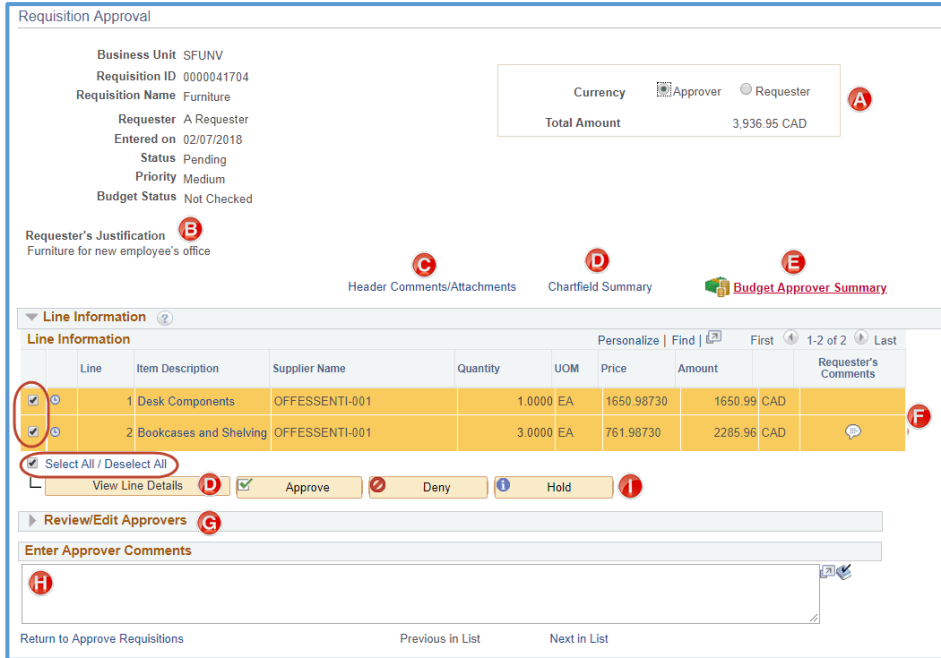 Requisition Approval
Business Unit SFUNV
Requisition ID 0000041704
Requisition Name Furniture
Requester A Requester
Entered on 02/07/2018
Status Pending
Priority Medium
Budget Status Not Checked
Currency Approver Requester
A
Total Amount 3,936.95 CAD
Requester's Justification B
Furniture for new employee's office
C D E
Header Comments/Attachments Chartfield Summary Budget Approver Summary
Line Information ?
Line Information Personalize | Find | First 1-2 of 2 Last
Line Item Description Supplier Name Quantity UOM Price Amount Requester's Comments
1 Desk Components OFFESSENTI-001 1.0000 EA 1650.98730 1650.99 CAD
F
2 Bookcases and Shelving OFFESSENTI-001 3.0000 EA 761.98730 2285.96 CAD
Select All / Deselect All
View Line Details D Approve Deny Hold I
Review/Edit Approvers G
Enter Approver Comments
H
Return to Approve Requisitions Previous in List Next in List